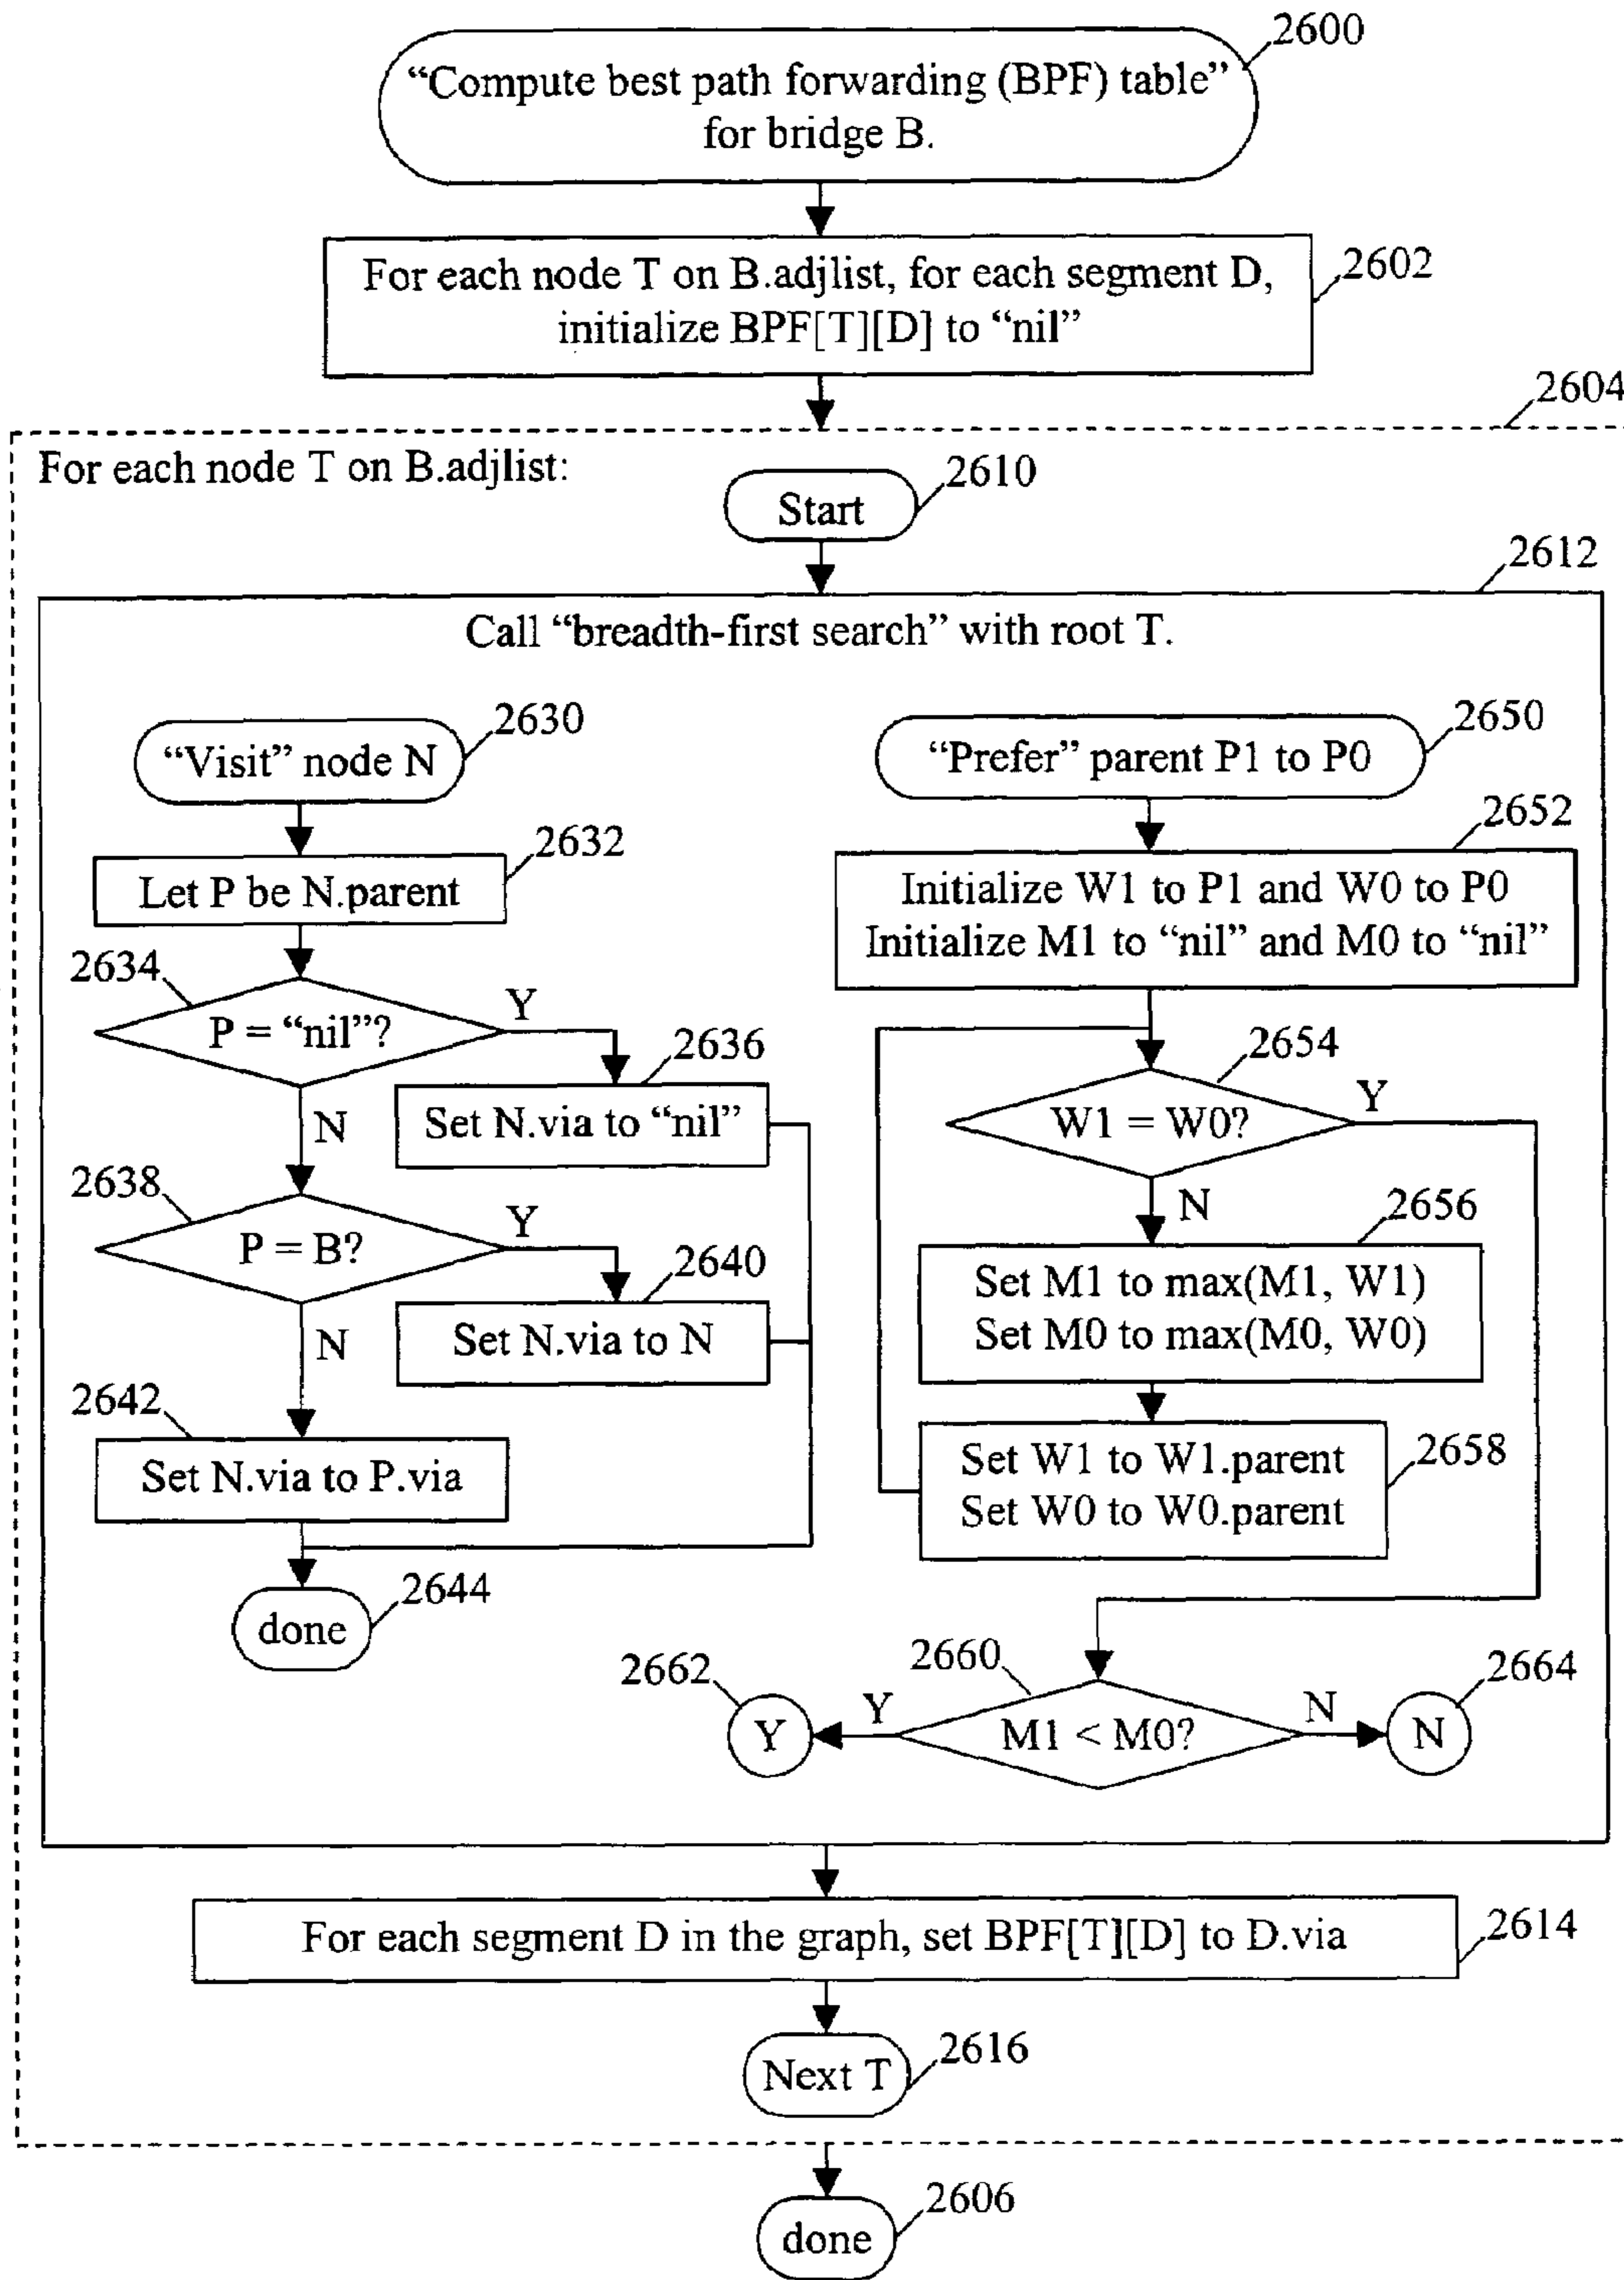 2600
“Compute best path forwarding (BPF) table”
for bridge B.
2602
For each node T on B.adjlist, for each segment D,
initialize BPF[T][D] to “nil”
2604
For each node T on B.adjlist:
2610
Start
2612
Call “breadth-first search” with root T.
2630
“Visit” node N
2632
Let P be N.parent
2634
P = “nil”?
Y
2636
Set N.via to “nil”
N
2638
P = B?
Y
2640
Set N.via to N
N
2642
Set N.via to P.via
2644
done
2650
“Prefer” parent P1 to P0
2652
Initialize W1 to P1 and W0 to P0
Initialize M1 to “nil” and M0 to “nil”
2654
W1 = W0?
Y
N
2656
Set M1 to max(M1, W1)
Set M0 to max(M0, W0)
2658
Set W1 to W1.parent
Set W0 to W0.parent
2660
M1 < M0?
Y
2662
Y
N
2664
N
2614
For each segment D in the graph, set BPF[T][D] to D.via
2616
Next T
2606
done